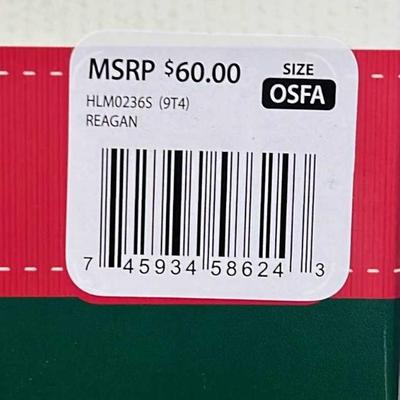 MSRP $60.00
SIZE
OSFA
HLM0236S (9T4)
REAGAN
7 45934 58624 3